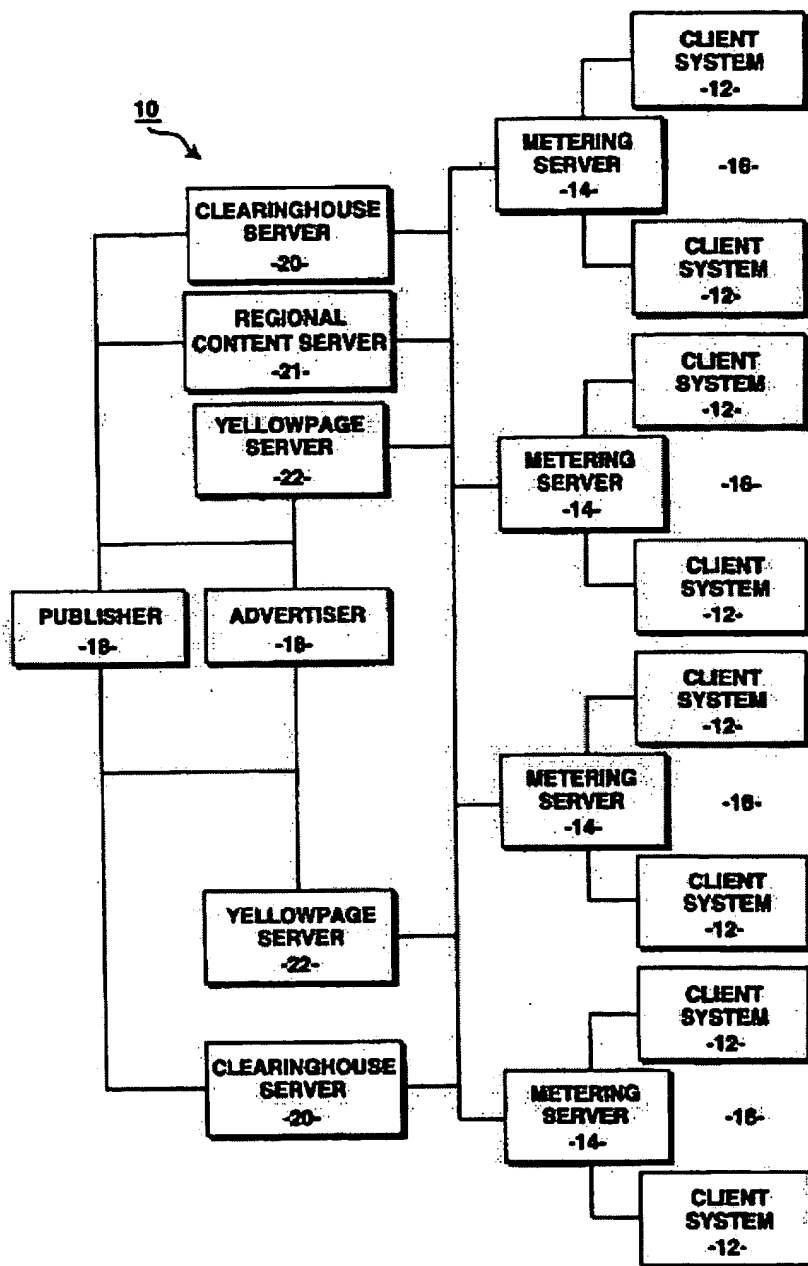 10
CLEARINGHOUSE
SERVER
-20-
REGIONAL
CONTENT SERVER
-21-
YELLOWPAGE
SERVER
-22-
PUBLISHER
-18-
ADVERTISER
-18-
YELLOWPAGE
SERVER
-22-
CLEARINGHOUSE
SERVER
-20-
CLIENT
SYSTEM
-12-
METERING
SERVER
-14-
-16-
CLIENT
SYSTEM
-12-
CLIENT
SYSTEM
-12-
METERING
SERVER
-14-
-16-
CLIENT
SYSTEM
-12-
CLIENT
SYSTEM
-12-
METERING
SERVER
-14-
-16-
CLIENT
SYSTEM
-12-
CLIENT
SYSTEM
-12-
METERING
SERVER
-14-
-16-
CLIENT
SYSTEM
-12-